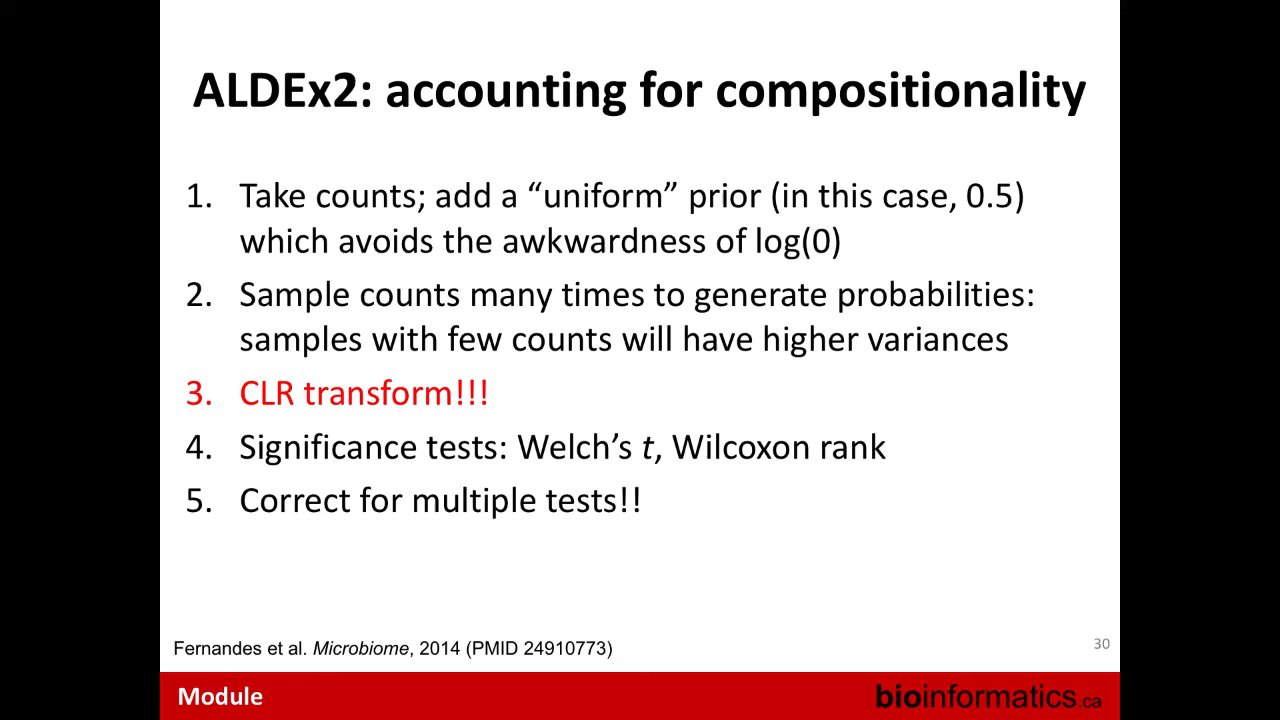 ALDEx2: accounting for compositionality
1. Take counts; add a “uniform” prior (in this case, 0.5)
which avoids the awkwardness of log(0)
2. Sample counts many times to generate probabilities:
samples with few counts will have higher variances
3. CLR transform!!!
4. Significance tests: Welch’s t, Wilcoxon rank
5. Correct for multiple tests!!
Fernandes et al. Microbiome, 2014 (PMID 24910773)
30
Module
bioinformatics.ca